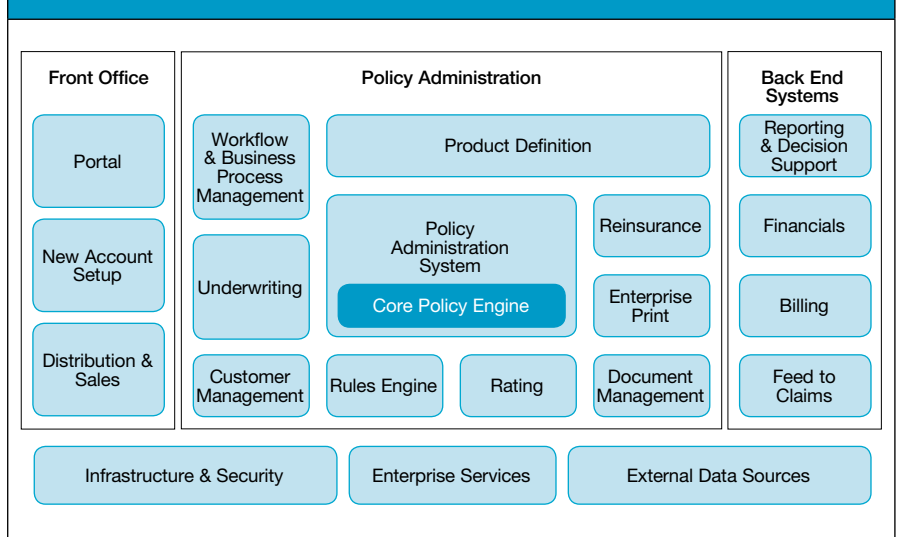 Front Office
Portal
New Account
Setup
Distribution &
Sales
Policy Administration
Workflow
& Business
Process
Management
Product Definition
Underwriting
Policy
Administration
System
Core Policy Engine
Reinsurance
Enterprise
Print
Customer
Management
Rules Engine
Rating
Document
Management
Back End
Systems
Reporting
& Decision
Support
Financials
Billing
Feed to
Claims
Infrastructure & Security
Enterprise Services
External Data Sources